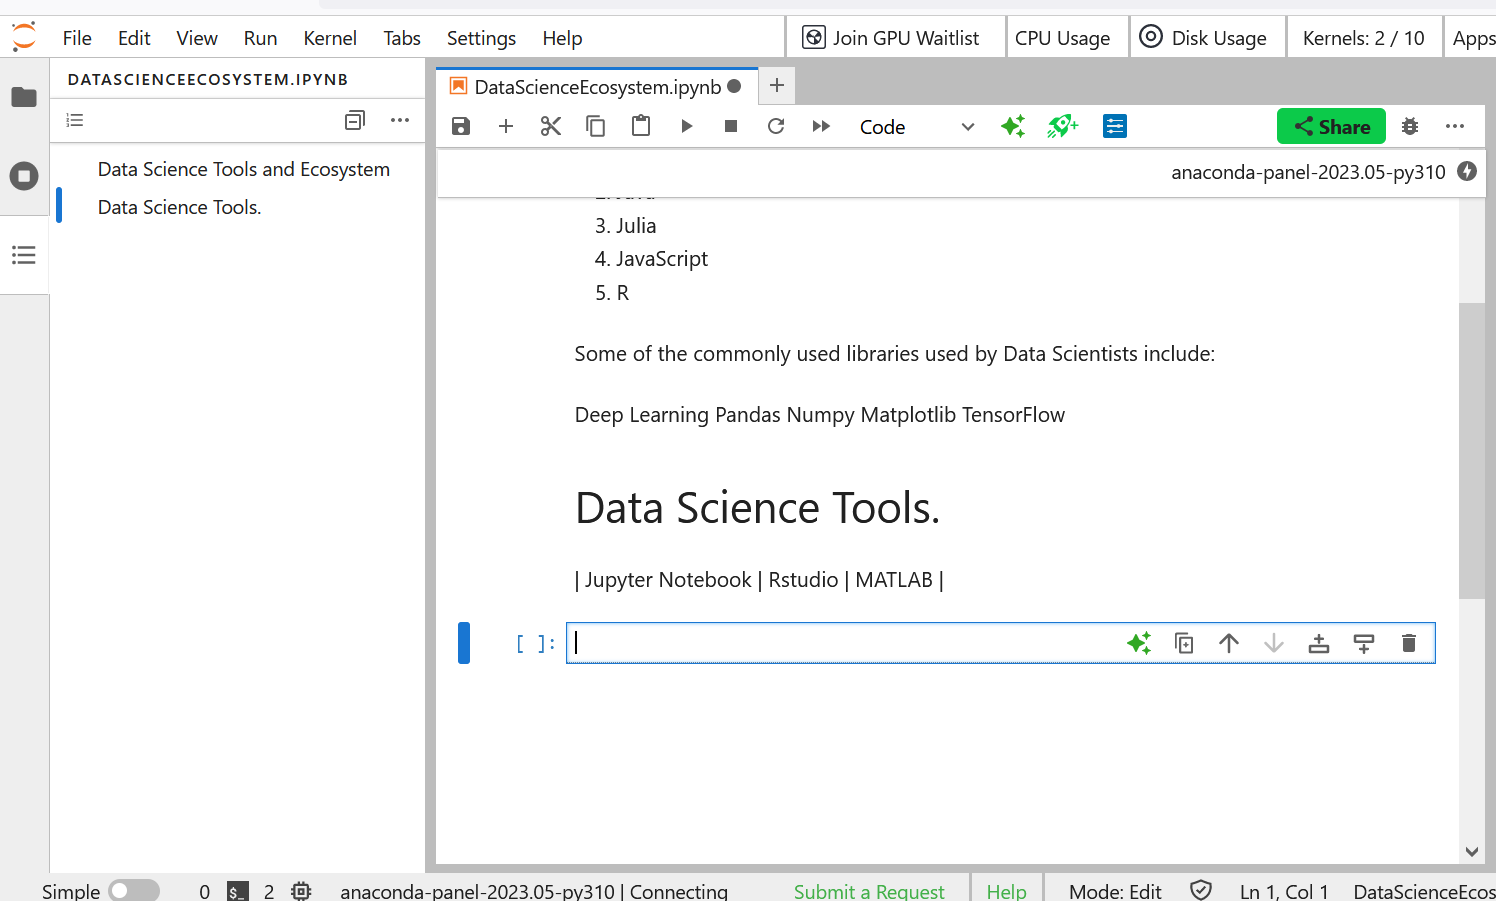 File Edit View Run Kernel Tabs Settings Help Join GPU Waitlist CPU Usage Disk Usage Kernels: 2 / 10 Apps
DATASCIENCEECOSYSTEM.IPYNB
DataScienceEcosystem.ipynb
Code
Share
anaconda-panel-2023.05-py310
Data Science Tools and Ecosystem
Data Science Tools.
3. Julia
4. JavaScript
5. R
Some of the commonly used libraries used by Data Scientists include:
Deep Learning Pandas Numpy Matplotlib TensorFlow
Data Science Tools.
| Jupyter Notebook | Rstudio | MATLAB |
[ ]:
Simple 0 $_ 2 anaconda-panel-2023.05-py310 | Connecting Submit a Request Help Mode: Edit Ln 1, Col 1 DataScienceEcos